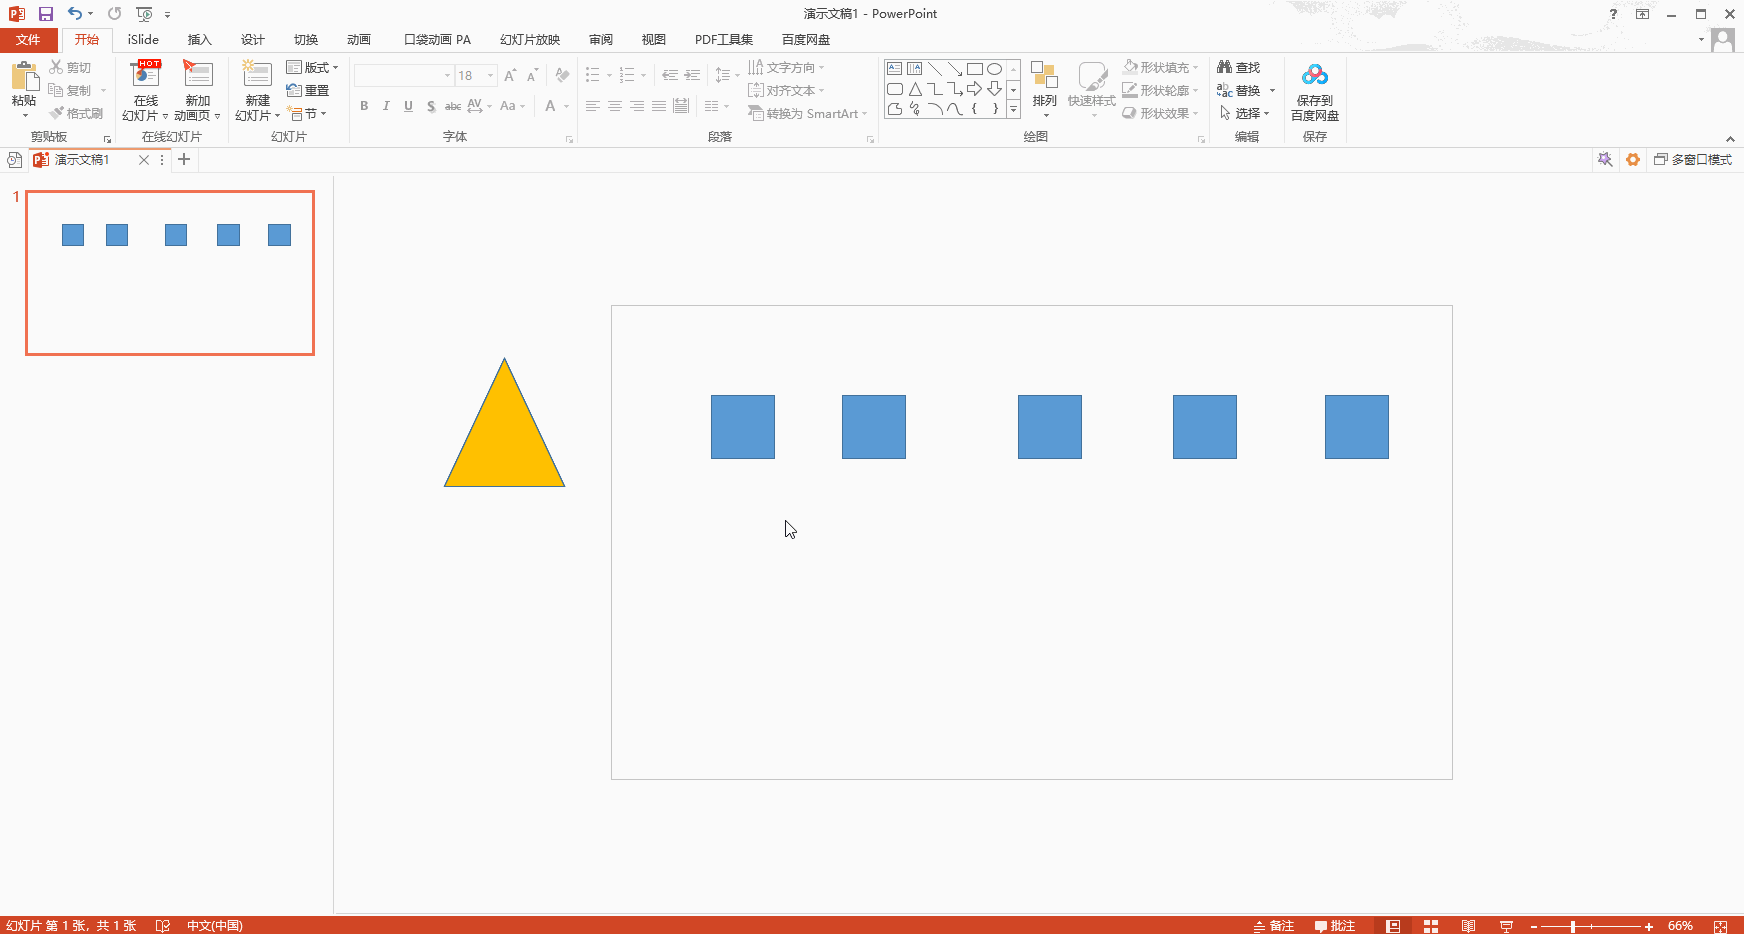 演示文稿1 - PowerPoint
?
文件 开始 iSlide 插入 设计 切换 动画 口袋动画 PA 幻灯片放映 审阅 视图 PDF工具集 百度网盘
粘贴
剪切
复制
格式刷
剪贴板
HOT
在线
幻灯片
新加
动画页
在线幻灯片
新建
幻灯片
版式
重置
节
幻灯片
18
A A
B I U S abc AV Aa A
字体
文字方向
对齐文本
转换为 SmartArt
段落
排列
快速样式
形状填充
形状轮廓
形状效果
绘图
查找
替换
选择
编辑
保存到
百度网盘
保存
演示文稿1
多窗口模式
1
幻灯片 第 1 张，共 1 张 中文(中国) 备注 批注 66%